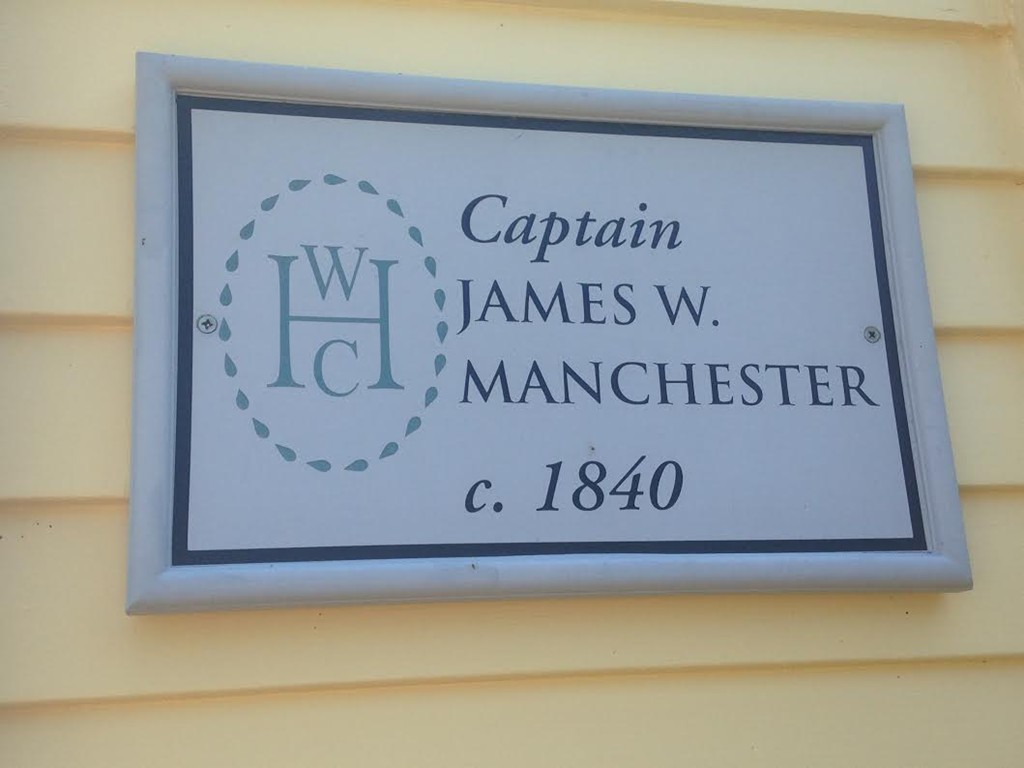 WHC
Captain
JAMES W.
MANCHESTER
c. 1840